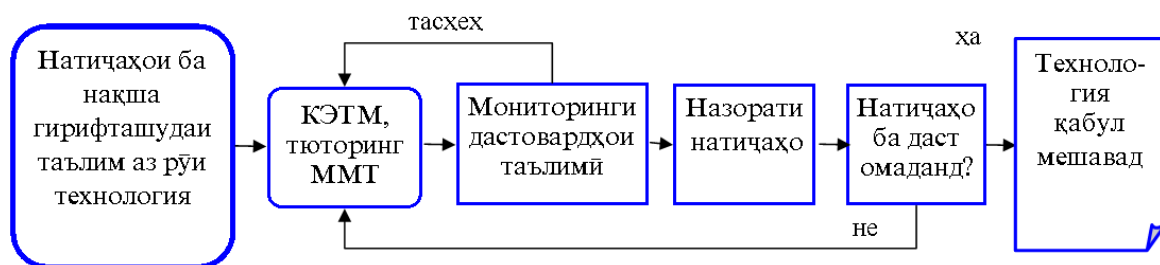 тасҳеҳ
ҳа
Натиҷаҳои ба
нақша
гирифташудаи
таълим аз рӯи
технология
КЭТМ,
тюторинг
ММТ
Мониторинги
дастовардҳои
таълимӣ
Назорати
натиҷаҳо
Натиҷаҳо
ба даст
омаданд?
Техноло-
гия
қабул
мешавад
не